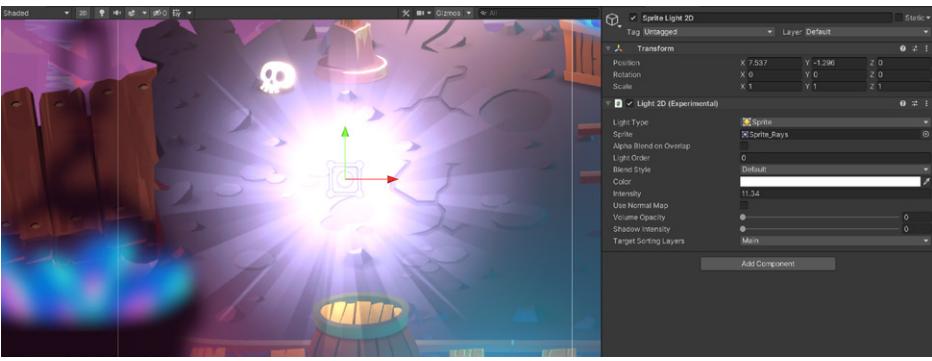 Shaded
2D
0
Gizmos
All
Sprite Light 2D
Static
Tag Untagged
Layer Default
Transform
Position X 7.537 Y -1.296 Z 0
Rotation X 0 Y 0 Z 0
Scale X 1 Y 1 Z 1
Light 2D (Experimental)
Light Type Sprite
Sprite Sprite_Rays
Alpha Blend on Overlap
Light Order 0
Blend Style Default
Color
Intensity 11.34
Use Normal Map
Volume Opacity 0
Shadow Intensity 0
Target Sorting Layers Main
Add Component